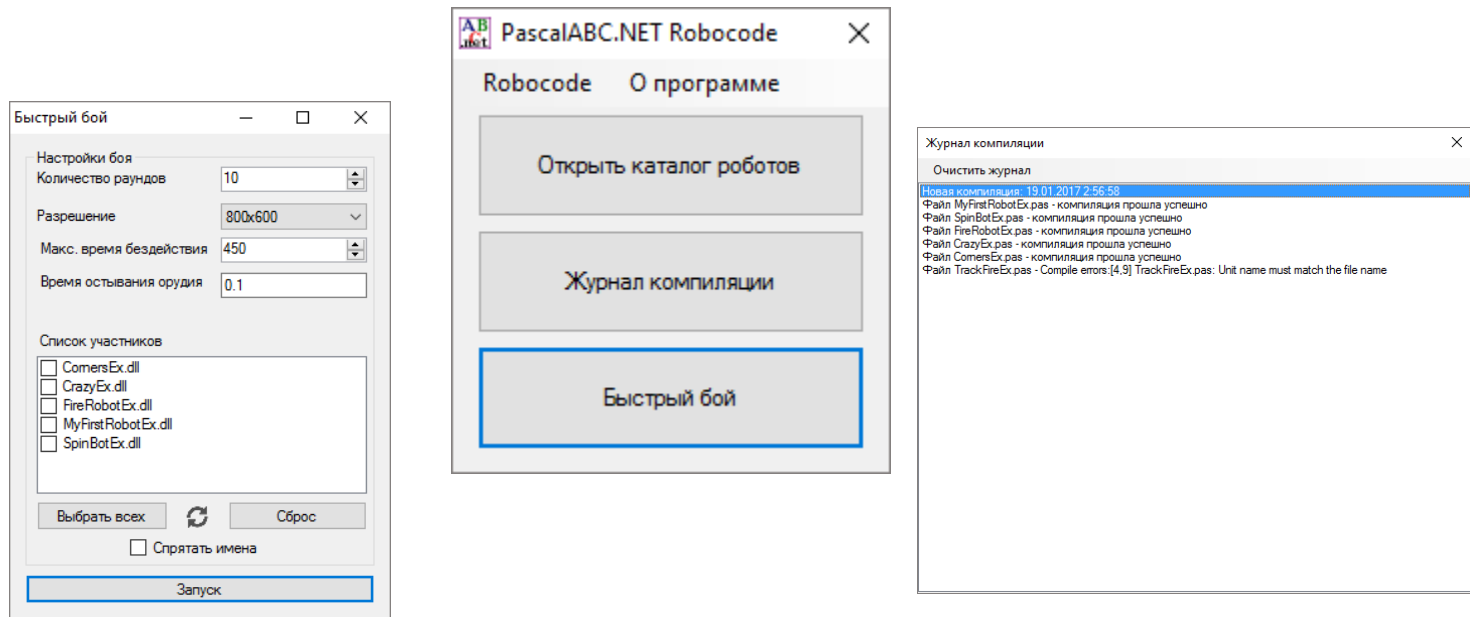 Быстрый бой
Настройки боя
Количество раундов
10
Разрешение
800x600
Макс. время бездействия
450
Время остывания орудия
0.1
Список участников
CornersEx.dll
CrazyEx.dll
FireRobotEx.dll
MyFirstRobotEx.dll
SpinBotEx.dll
Выбрать всех
Сброс
Спрятать имена
Запуск
ABC.net
PascalABC.NET Robocode
Robocode О программе
Открыть каталог роботов
Журнал компиляции
Быстрый бой
Журнал компиляции
Очистить журнал
Новая компиляция: 19.01.2017 2:56:58
Файл MyFirstRobotEx.pas - компиляция прошла успешно
Файл SpinBotEx.pas - компиляция прошла успешно
Файл FireRobotEx.pas - компиляция прошла успешно
Файл CrazyEx.pas - компиляция прошла успешно
Файл CornersEx.pas - компиляция прошла успешно
Файл TrackFireEx.pas - Compile errors:[4,9] TrackFireEx.pas: Unit name must match the file name